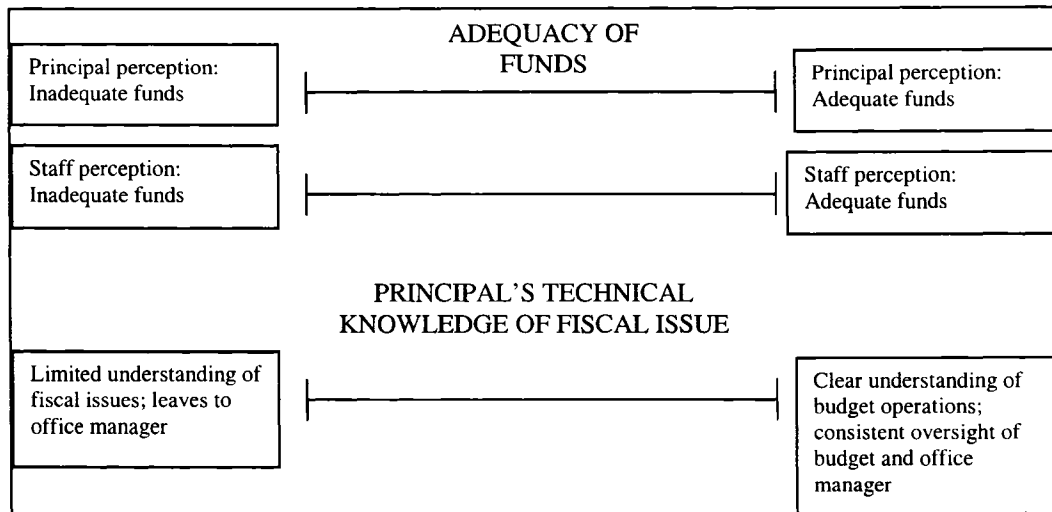 ADEQUACY OF
FUNDS
Principal perception:
Inadequate funds
Principal perception:
Adequate funds
Staff perception:
Inadequate funds
Staff perception:
Adequate funds
PRINCIPAL'S TECHNICAL
KNOWLEDGE OF FISCAL ISSUE
Limited understanding of
fiscal issues; leaves to
office manager
Clear understanding of
budget operations;
consistent oversight of
budget and office
manager